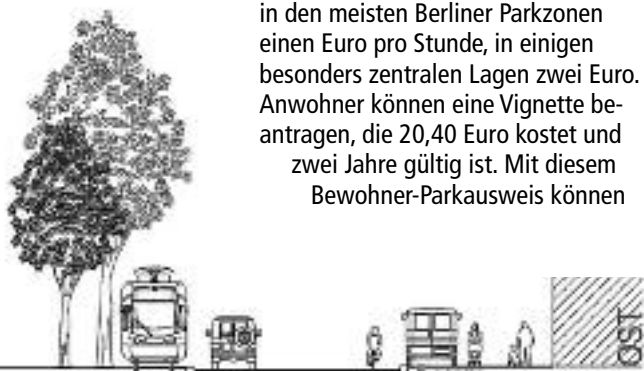 in den meisten Berliner Parkzonen
einen Euro pro Stunde, in einigen
besonders zentralen Lagen zwei Euro.
Anwohner können eine Vignette be-
antragen, die 20,40 Euro kostet und
zwei Jahre gültig ist. Mit diesem
Bewohner-Parkausweis können
OST